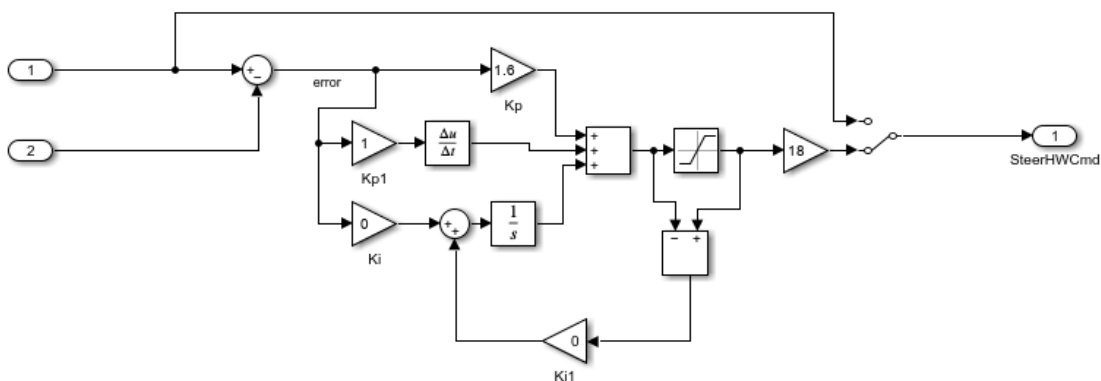 1
+
−
error
1.6
Kp
2
1
Kp1
Δu
Δt
+
+
+
18
1
SteerHWCmd
0
Ki
+
+
1
s
−  +
0
Ki1